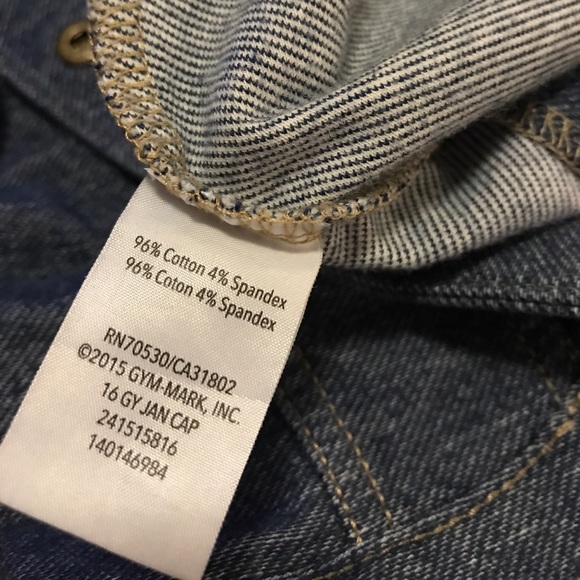 96% Cotton 4% Spandex
96% Coton 4% Spandex
RN70530/CA31802
©2015 GYM-MARK, INC.
16 GY JAN CAP
241515816
140146984